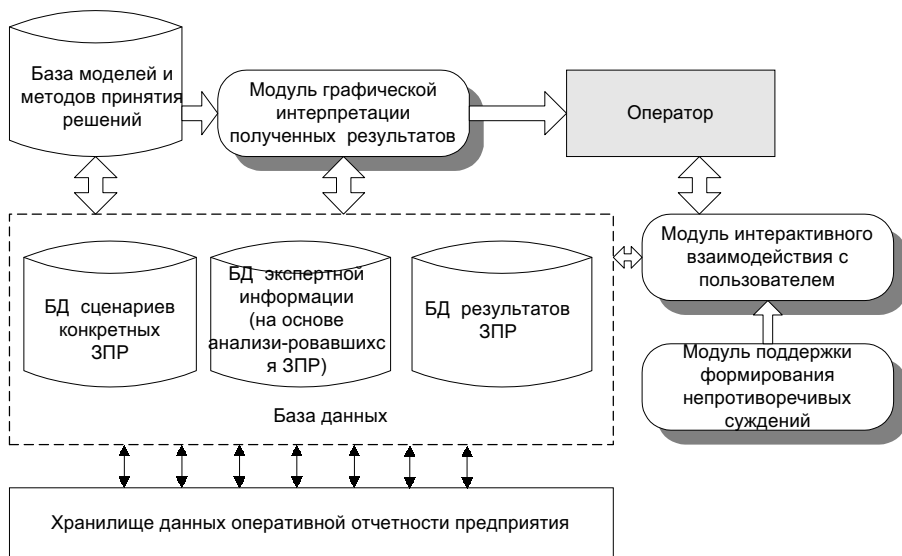 База моделей и
методов принятия
решений
Модуль графической
интерпретации
полученных результатов
Оператор
Модуль интерактивного
взаимодействия с
пользователем
БД сценариев
конкретных
ЗПР
БД экспертной
информации
(на основе
анализи-ровавшихс
я ЗПР)
БД результатов
ЗПР
Модуль поддержки
формирования
непротиворечивых
суждений
База данных
Хранилище данных оперативной отчетности предприятия